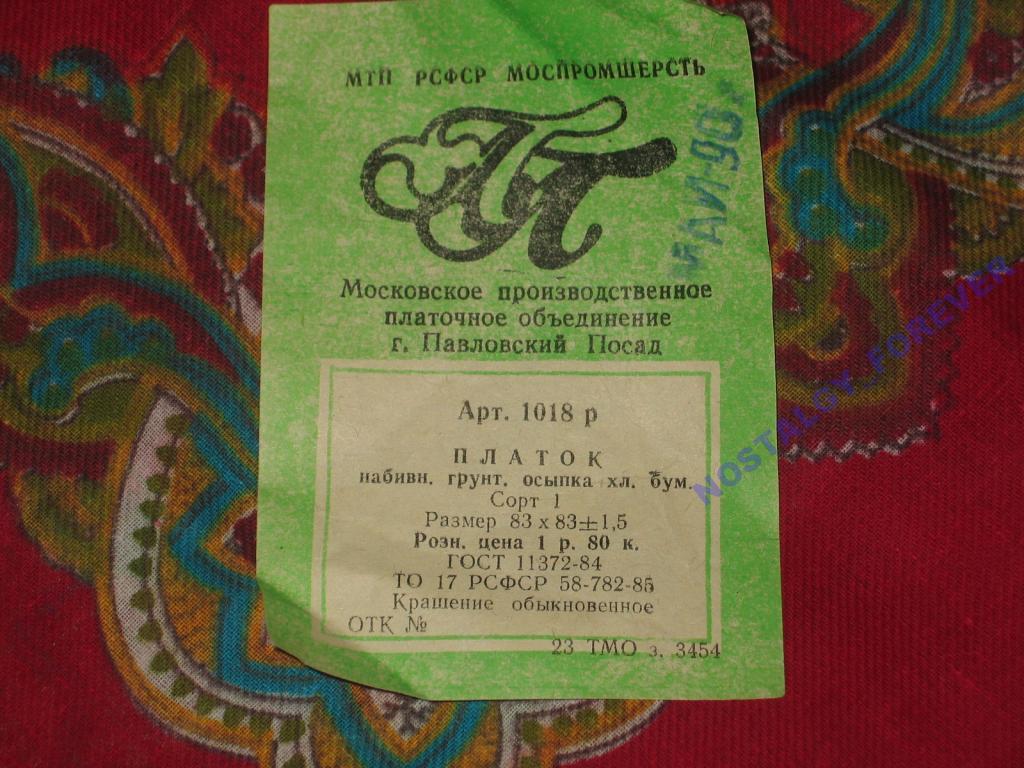 МТП РСФСР МОСПРОМШЕРСТЬ
АП
МАЙ-90
Московское производственное
платочное объединение
г. Павловский Посад
Арт. 1018 р
ПЛАТОК
набивн. грунт. осыпка хл. бум.
Сорт 1
Размер 83 х 83±1,5
Розн. цена 1 р. 80 к.
ГОСТ 11372-84
ТО 17 РСФСР 58-782-85
Крашение обыкновенное
ОТК №
23 ТМО з. 3454
NOSTALGY_FOREVER